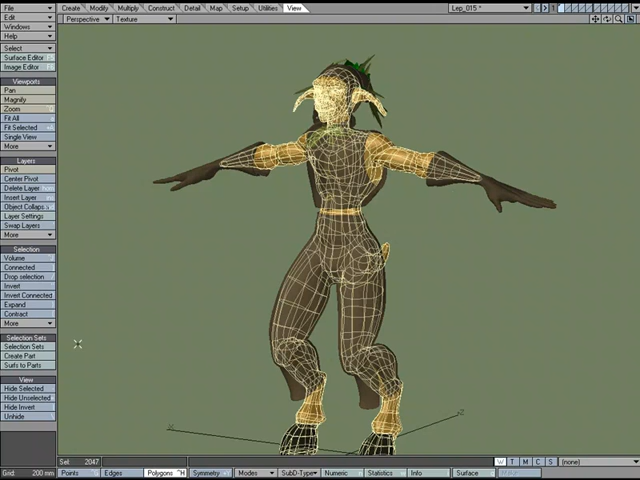 File Create Modify Multiply Construct Detail Map Setup Utilities View Lep_015 * 1
Edit Perspective Texture
Windows
Help
Select
Surface Editor
Image Editor
Viewports
Pan
Magnify
Zoom
Fit All
Fit Selected
Single View
More
Layers
Pivot
Center Pivot
Delete Layer
Insert Layer
Object Collaps
Layer Settings
Swap Layers
More
Selection
Volume
Connected
Drop selection
Invert
Invert Connected
Expand
Contract
More
Selection Sets
Selection Sets
Create Part
Surfs to Parts
View
Hide Selected
Hide Unselected
Hide Invert
Unhide
Sel: 2047 W T M C S (none)
Grid: 200 mm Points Edges Polygons ^H Symmetry Modes SubD-Type Numeric Statistics Info Surface